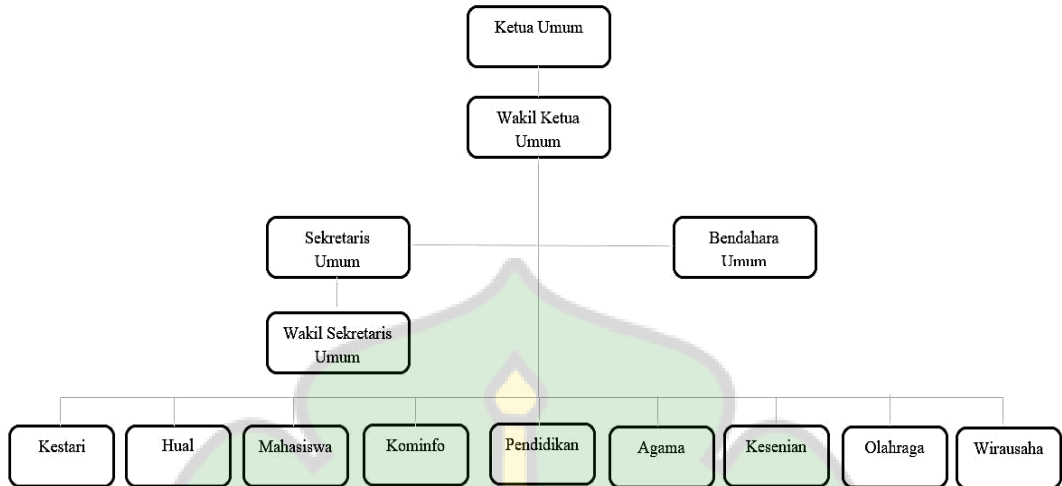 Ketua Umum
Wakil Ketua
Umum
Sekretaris
Umum
Bendahara
Umum
Wakil Sekretaris
Umum
Kestari
Hual
Mahasiswa
Kominfo
Pendidikan
Agama
Kesenian
Olahraga
Wirausaha